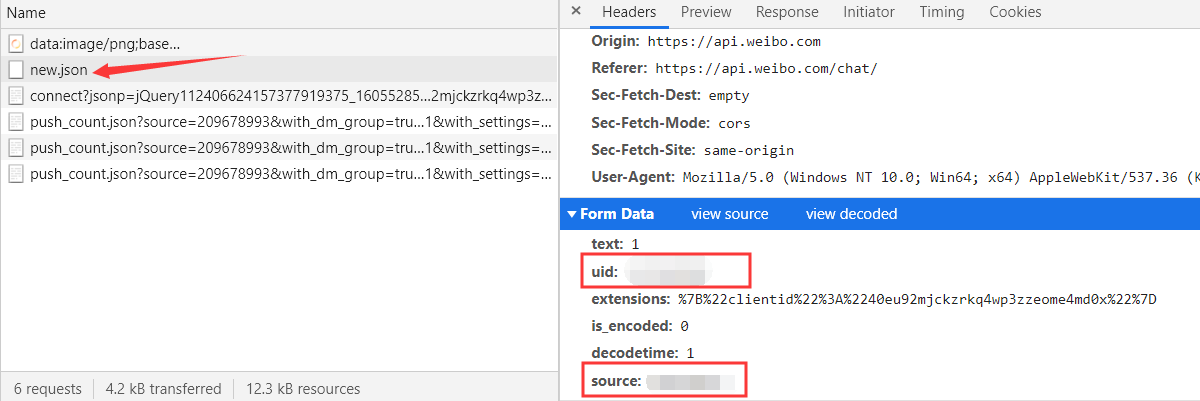 Name
data:image/png;base...
new.json
connect?jsonp=jQuery112406624157377919375_16055285...2mjckzrkq4wp3z...
push_count.json?source=209678993&with_dm_group=tru...1&with_settings=...
push_count.json?source=209678993&with_dm_group=tru...1&with_settings=...
push_count.json?source=209678993&with_dm_group=tru...1&with_settings=...
6 requests 4.2 kB transferred 12.3 kB resources
× Headers Preview Response Initiator Timing Cookies
Origin: https://api.weibo.com
Referer: https://api.weibo.com/chat/
Sec-Fetch-Dest: empty
Sec-Fetch-Mode: cors
Sec-Fetch-Site: same-origin
User-Agent: Mozilla/5.0 (Windows NT 10.0; Win64; x64) AppleWebKit/537.36 (K
Form Data view source view decoded
text: 1
uid:
extensions: %7B%22clientid%22%3A%2240eu92mjckzrkq4wp3zzeome4md0x%22%7D
is_encoded: 0
decodetime: 1
source: